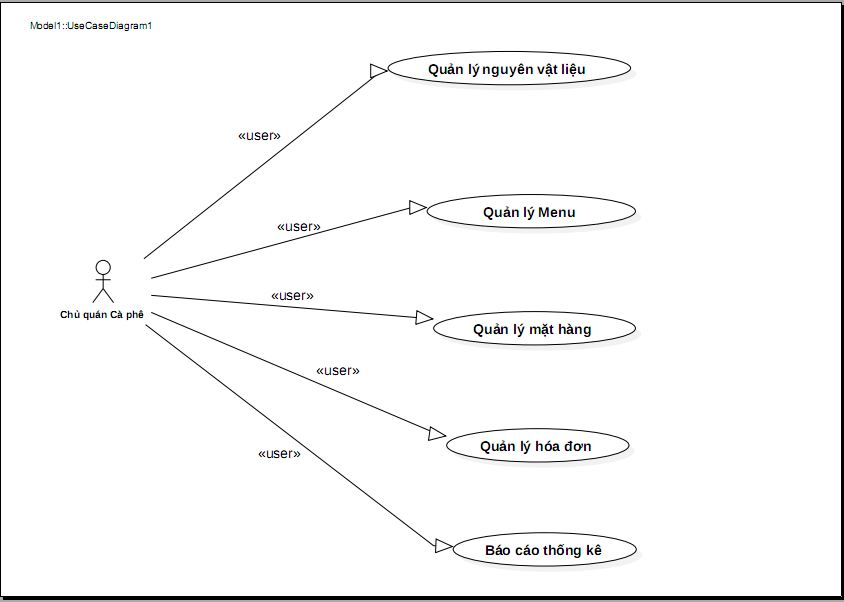 Model1::UseCaseDiagram1
Quản lý nguyên vật liệu
«user»
Quản lý Menu
«user»
«user»
Chủ quán Cà phê
Quản lý mặt hàng
«user»
Quản lý hóa đơn
«user»
Báo cáo thống kê